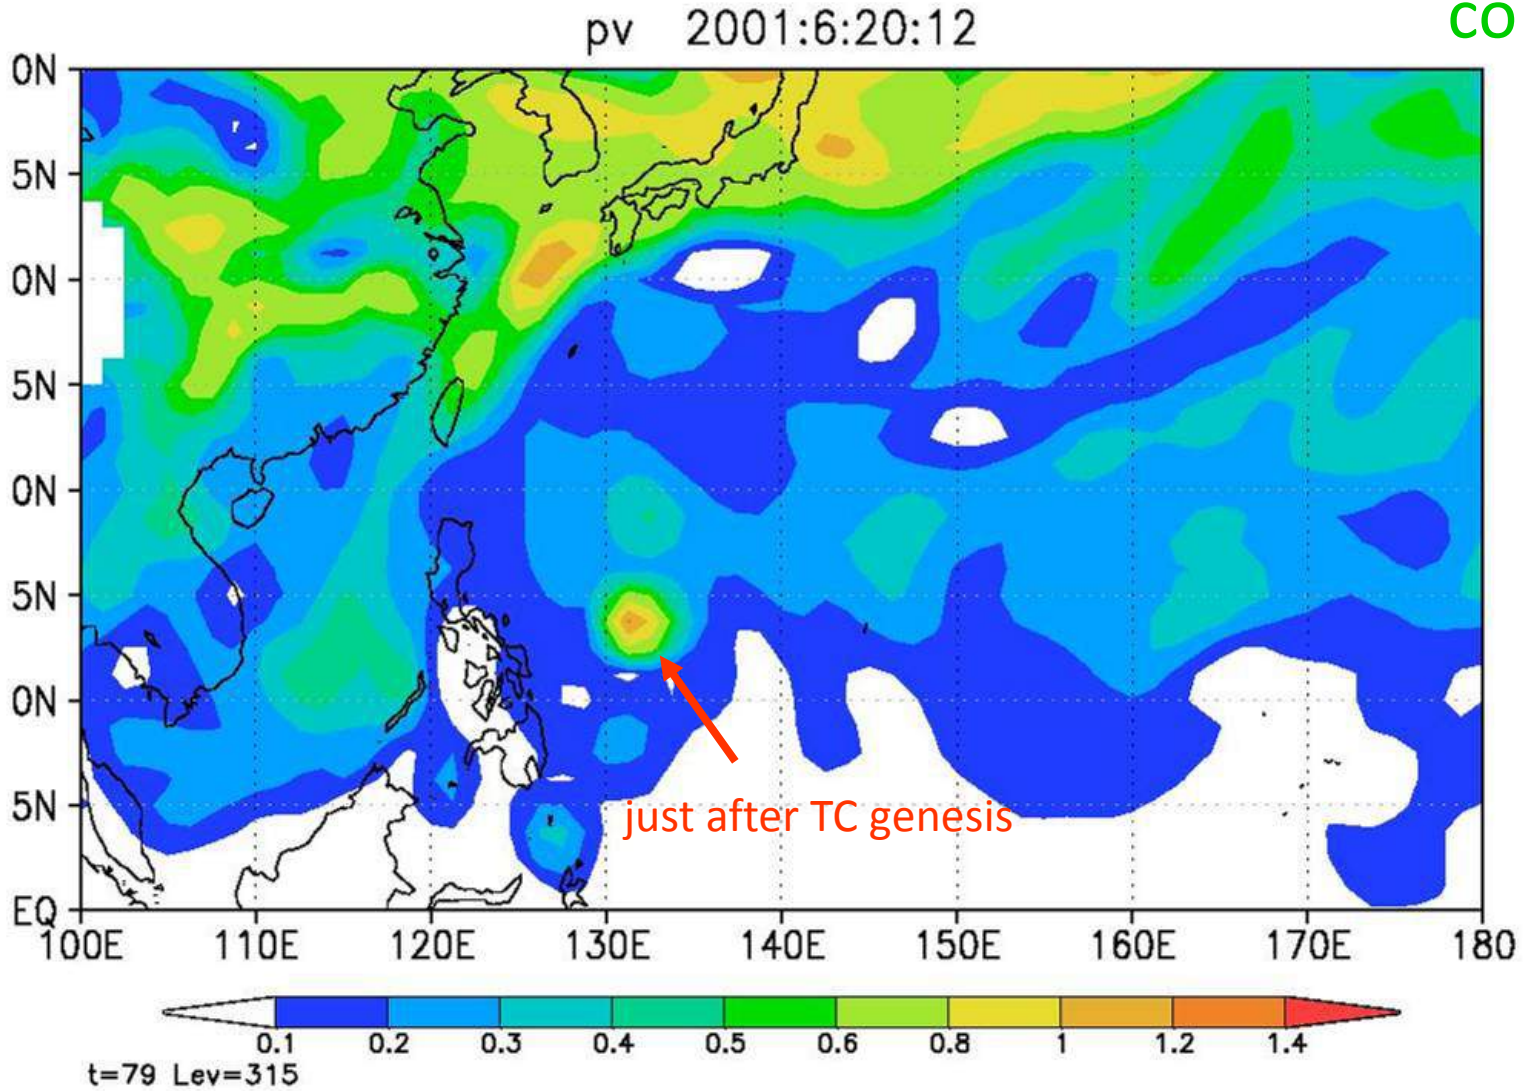 pv 2001:6:20:12
co
0N
5N
0N
5N
0N
5N
0N
5N
EQ
100E 110E 120E 130E 140E 150E 160E 170E 180
just after TC genesis
0.1 0.2 0.3 0.4 0.5 0.6 0.8 1 1.2 1.4
t=79 Lev=315